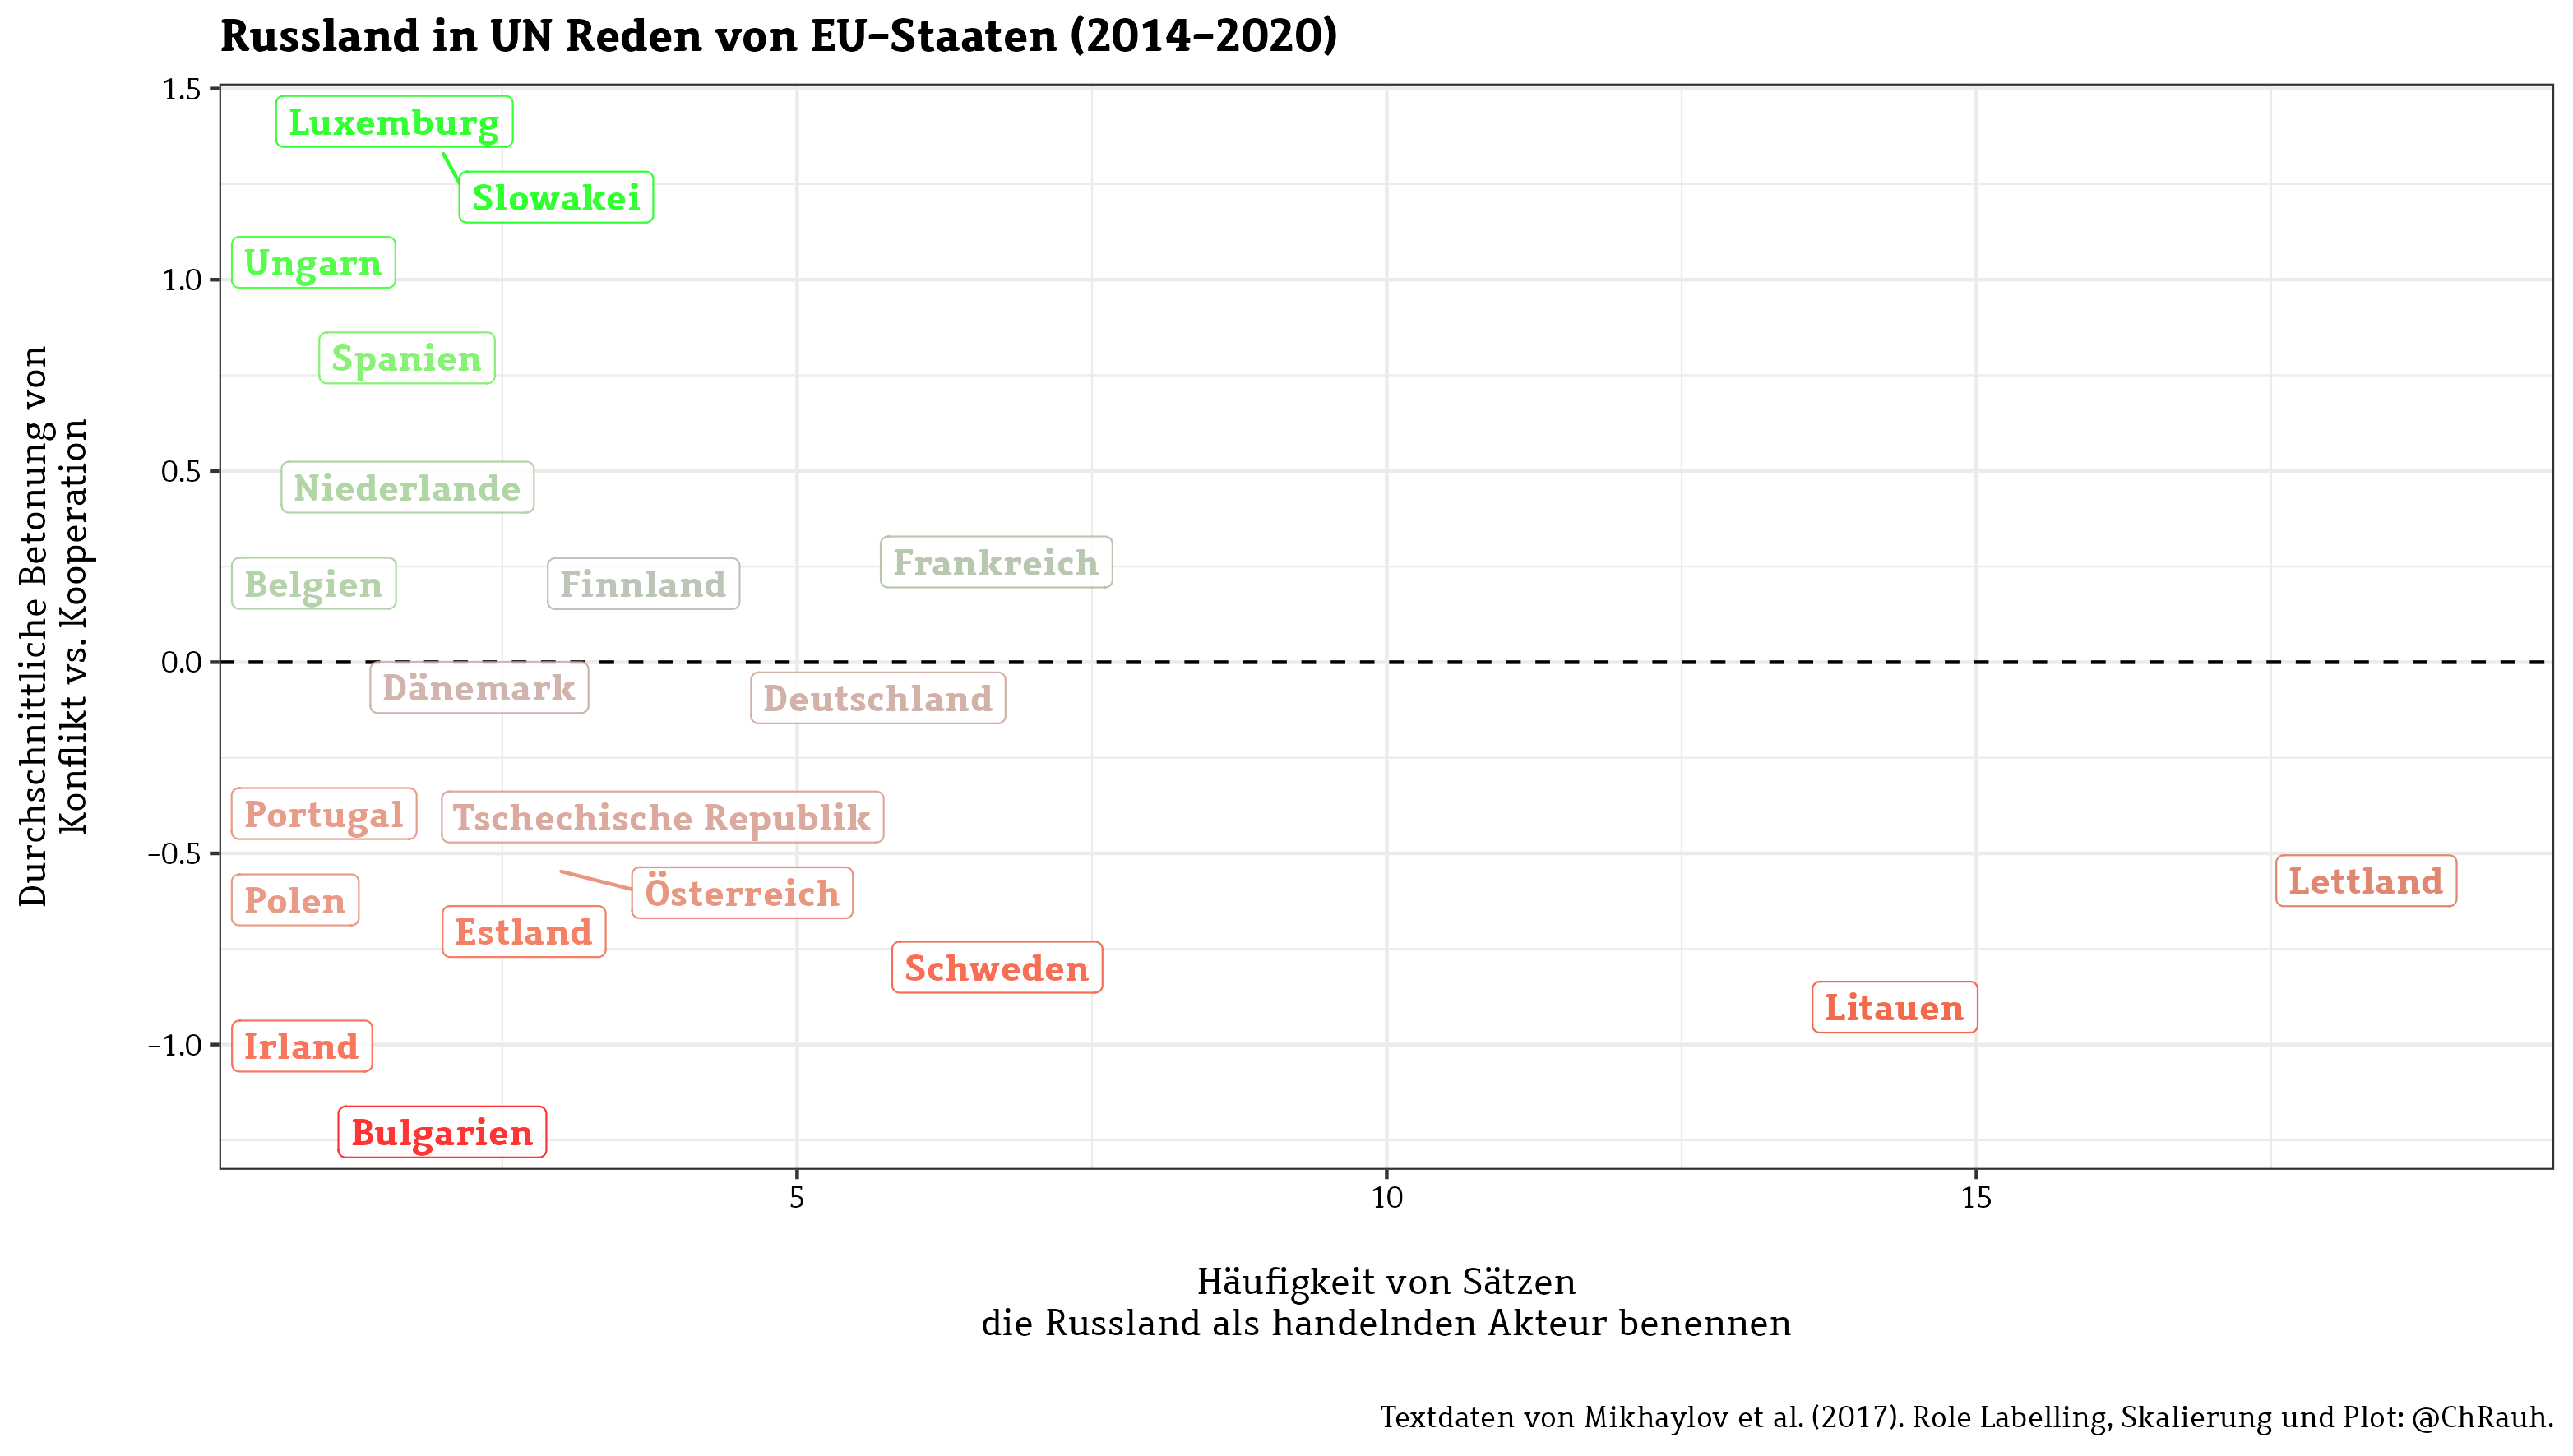 Russland in UN Reden von EU-Staaten (2014-2020)
Durchschnittliche Betonung von
Konflikt vs. Kooperation
1.5
1.0
0.5
0.0
-0.5
-1.0
Luxemburg
Slowakei
Ungarn
Spanien
Niederlande
Frankreich
Belgien
Finnland
Dänemark
Deutschland
Portugal
Tschechische Republik
Lettland
Österreich
Polen
Estland
Schweden
Litauen
Irland
Bulgarien
5
10
15
Häufigkeit von Sätzen
die Russland als handelnden Akteur benennen
Textdaten von Mikhaylov et al. (2017). Role Labelling, Skalierung und Plot: @ChRauh.